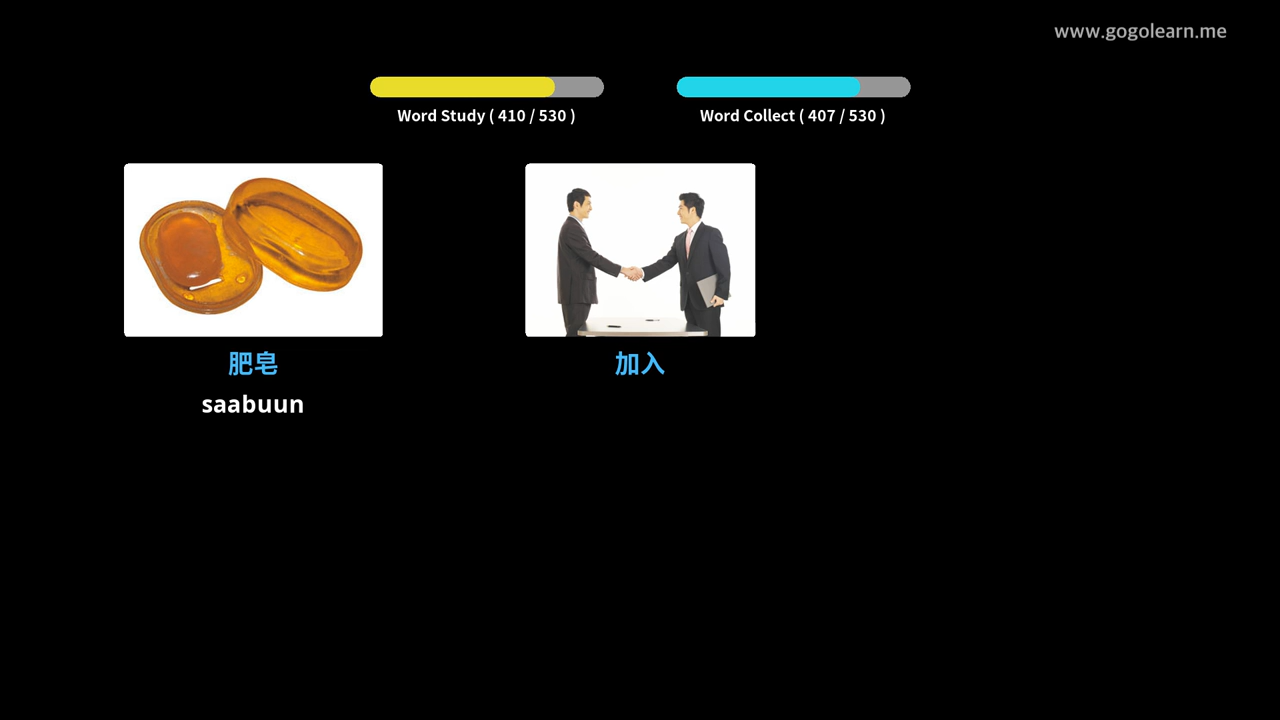 www.gogolearn.me
Word Study ( 410 / 530 )
Word Collect ( 407 / 530 )
肥皂
saabuun
加入